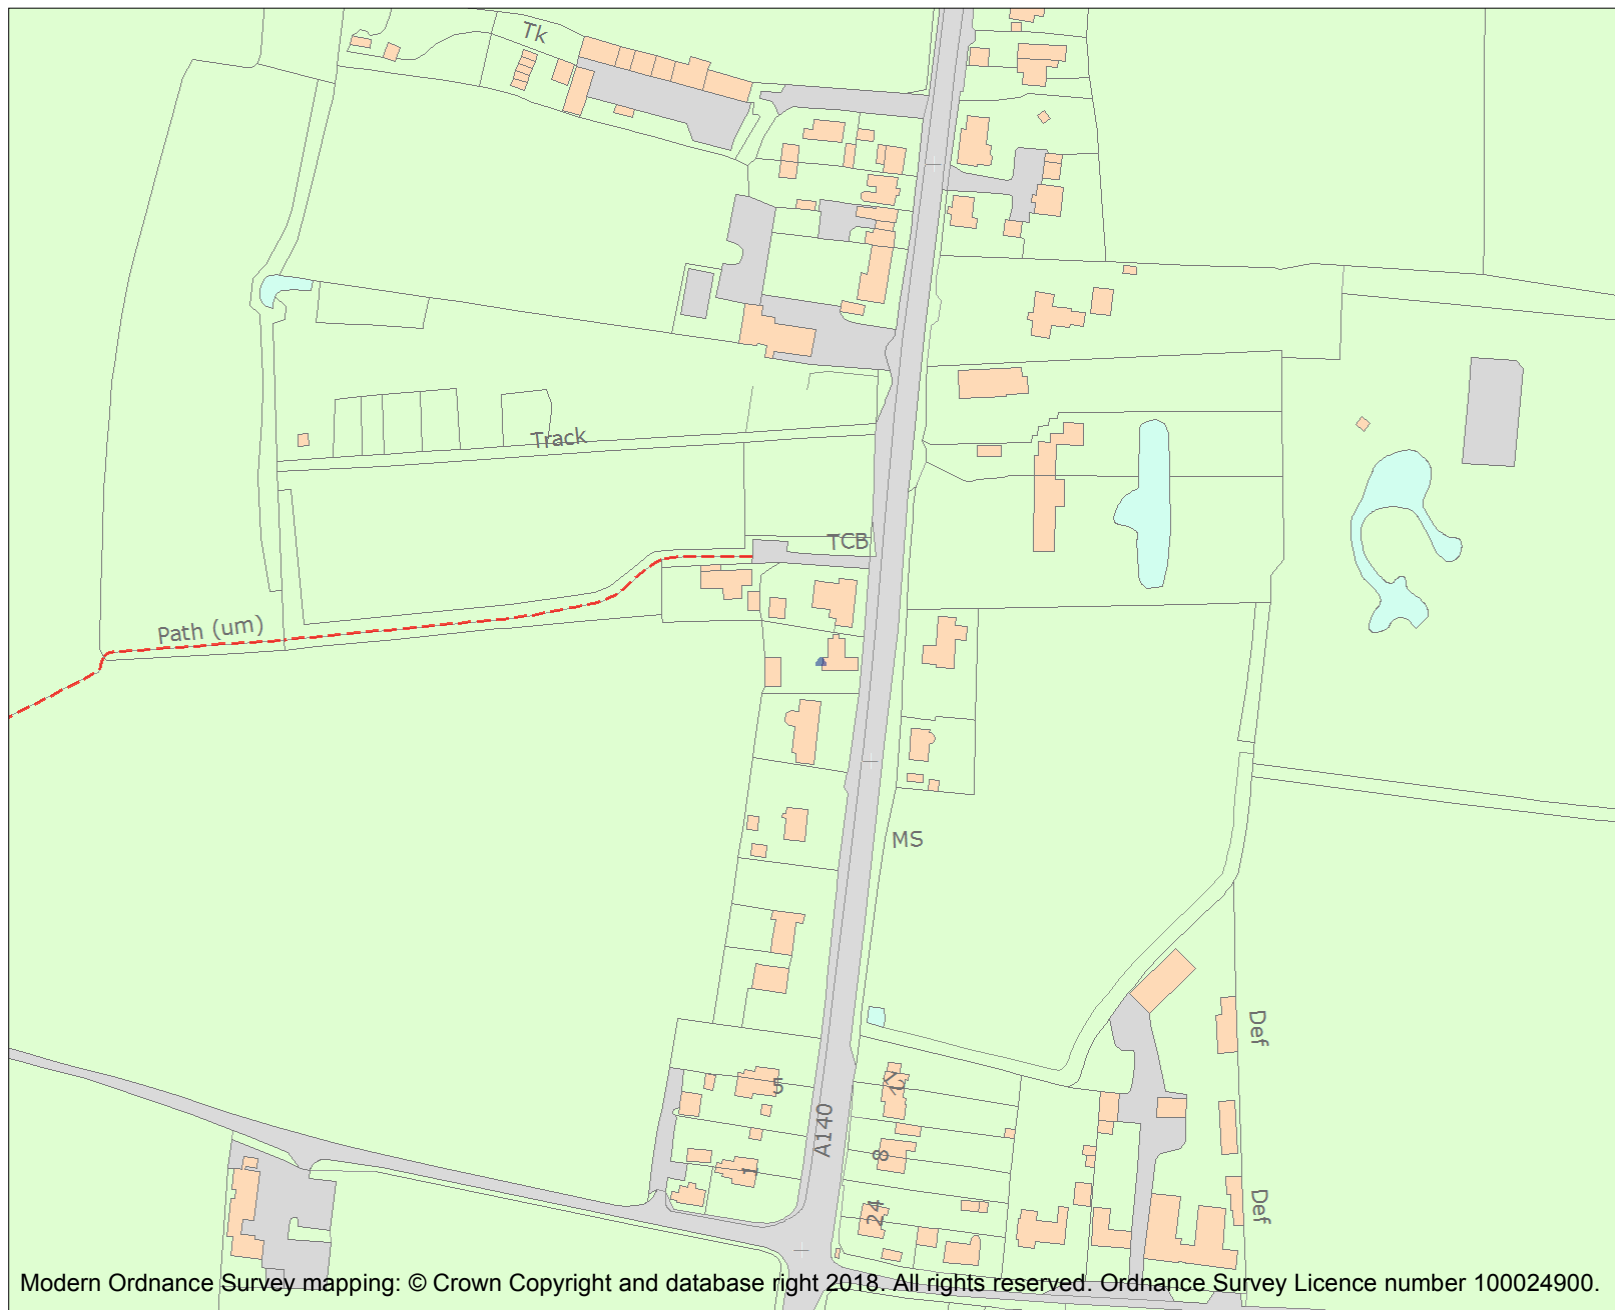 Tk
Track
TCB
Path (um)
MS
Def
5
12
A140
8
1
24
Def
Modern Ordnance Survey mapping: © Crown Copyright and database right 2018. All rights reserved. Ordnance Survey Licence number 100024900.